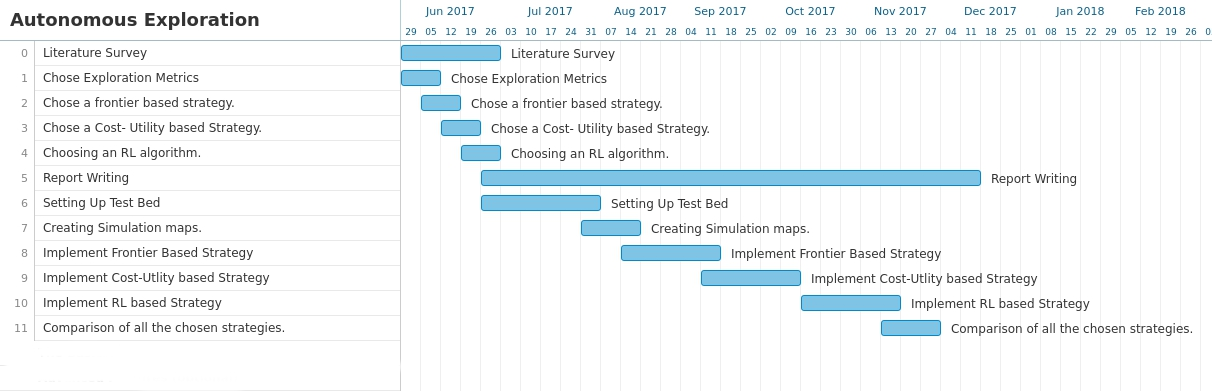 Autonomous Exploration
Jun 2017 Jul 2017 Aug 2017 Sep 2017 Oct 2017 Nov 2017 Dec 2017 Jan 2018 Feb 2018
29 05 12 19 26 03 10 17 24 31 07 14 21 28 04 11 18 25 02 09 16 23 30 06 13 20 27 04 11 18 25 01 08 15 22 29 05 12 19 26
0 Literature Survey Literature Survey
1 Chose Exploration Metrics Chose Exploration Metrics
2 Chose a frontier based strategy. Chose a frontier based strategy.
3 Chose a Cost- Utility based Strategy. Chose a Cost- Utility based Strategy.
4 Choosing an RL algorithm. Choosing an RL algorithm.
5 Report Writing Report Writing
6 Setting Up Test Bed Setting Up Test Bed
7 Creating Simulation maps. Creating Simulation maps.
8 Implement Frontier Based Strategy Implement Frontier Based Strategy
9 Implement Cost-Utlity based Strategy Implement Cost-Utlity based Strategy
10 Implement RL based Strategy Implement RL based Strategy
11 Comparison of all the chosen strategies. Comparison of all the chosen strategies.